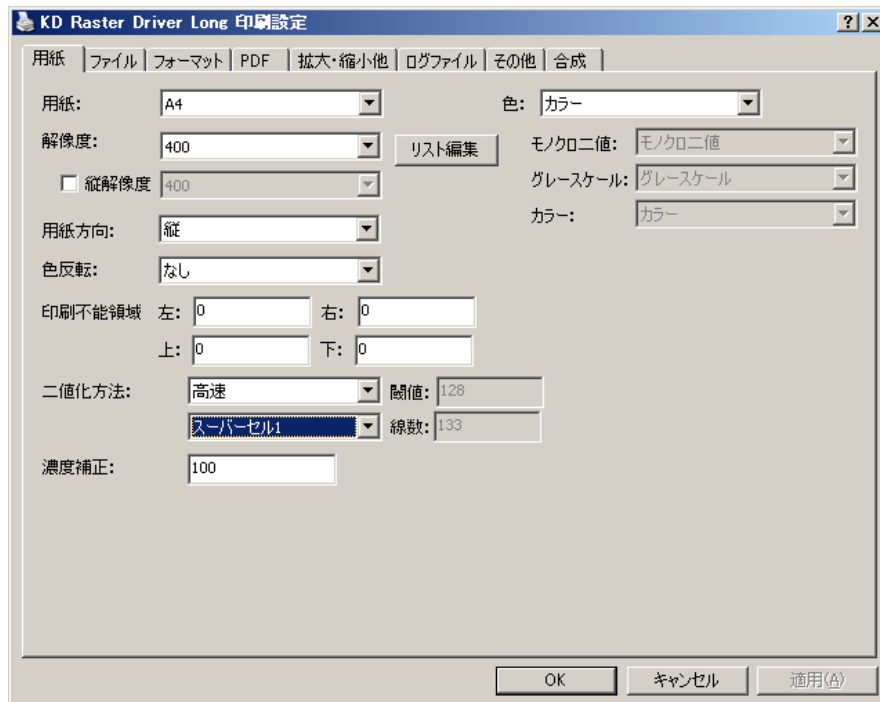 KD Raster Driver Long 印刷設定
用紙 ファイル フォーマット PDF 拡大・縮小他 ログファイル その他 合成
用紙: A4 色: カラー
解像度: 400 リスト編集 モノクロ二値: モノクロ二値
縦解像度 400 グレースケール: グレースケール
カラー: カラー
用紙方向: 縦
色反転: なし
印刷不能領域 左: 0 右: 0
上: 0 下: 0
二値化方法: 高速 閾値: 128
スーパーセル1 線数: 133
濃度補正: 100
OK キャンセル 適用(A)